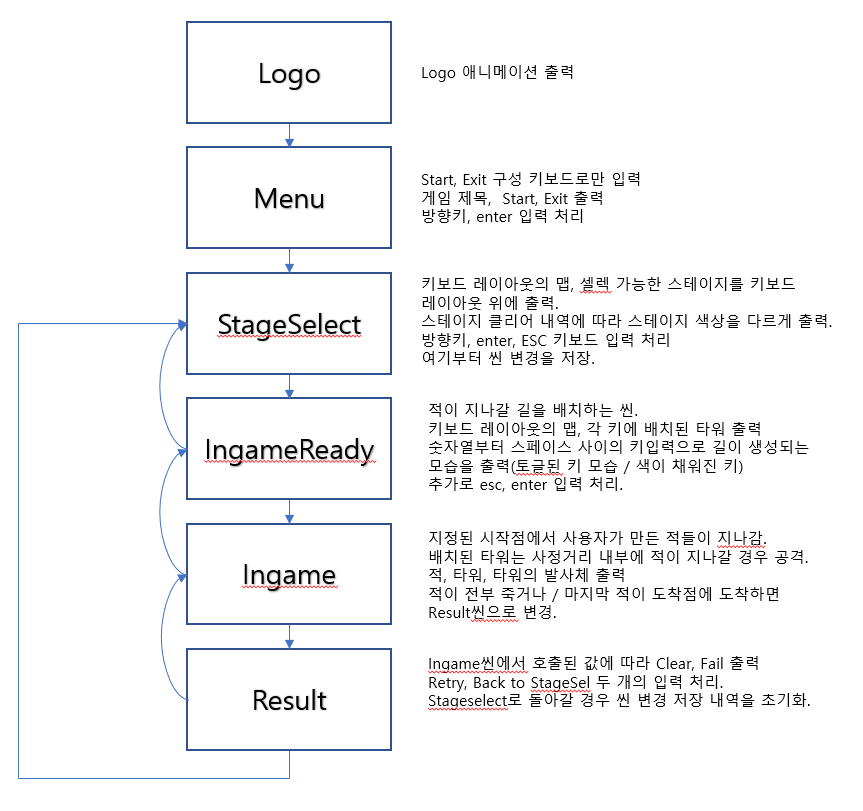 Logo
Logo 애니메이션 출력
Menu
Start, Exit 구성 키보드로만 입력
게임 제목,  Start, Exit 출력
방향키, enter 입력 처리
StageSelect
키보드 레이아웃의 맵, 셀렉 가능한 스테이지를 키보드
레이아웃 위에 출력.
스테이지 클리어 내역에 따라 스테이지 색상을 다르게 출력.
방향키, enter, ESC 키보드 입력 처리
여기부터 씬 변경을 저장.
IngameReady
적이 지나갈 길을 배치하는 씬.
키보드 레이아웃의 맵, 각 키에 배치된 타워 출력
숫자열부터 스페이스 사이의 키입력으로 길이 생성되는
모습을 출력(토글된 키 모습 / 색이 채워진 키)
추가로 esc, enter 입력 처리.
Ingame
지정된 시작점에서 사용자가 만든 적들이 지나감.
배치된 타워는 사정거리 내부에 적이 지나갈 경우 공격.
적, 타워, 타워의 발사체 출력
적이 전부 죽거나 / 마지막 적이 도착점에 도착하면
Result씬으로 변경.
Result
Ingame씬에서 호출된 값에 따라 Clear, Fail 출력
Retry, Back to StageSel 두 개의 입력 처리.
Stageselect로 돌아갈 경우 씬 변경 저장 내역을 초기화.